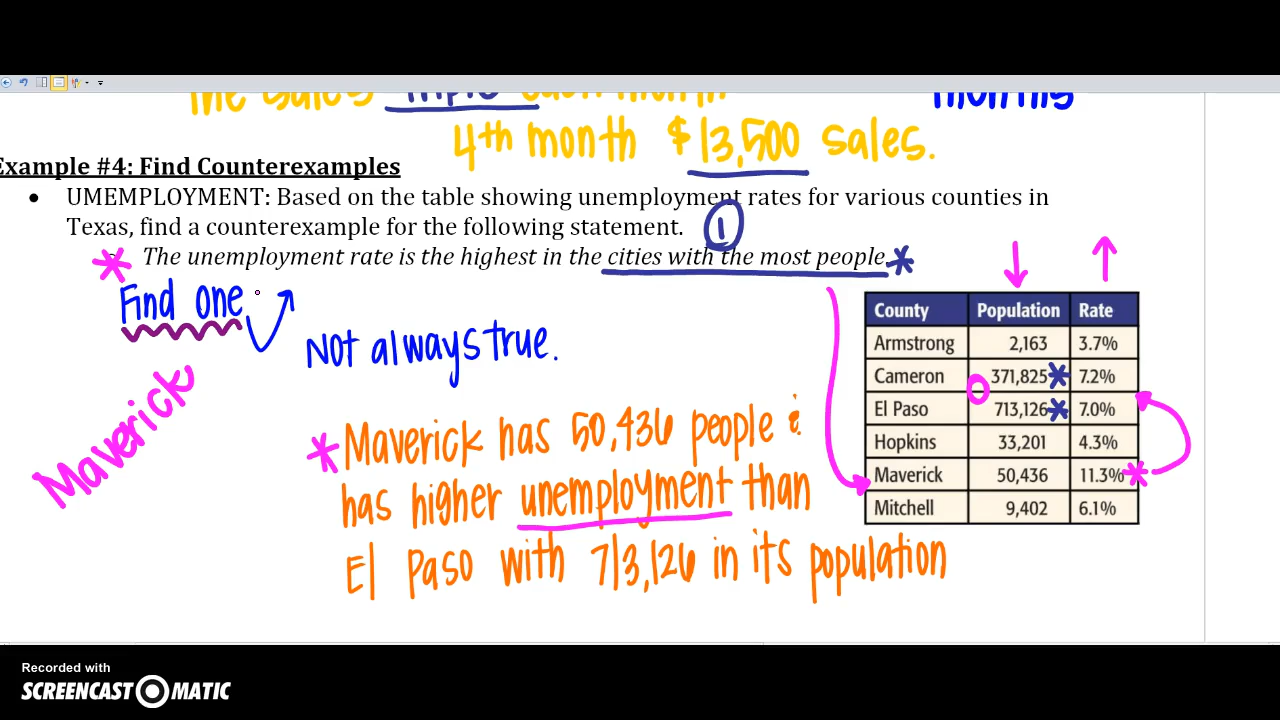 The sales triple each month
4th month $13,500 sales.
Example #4: Find Counterexamples
• UMEMPLOYMENT: Based on the table showing unemployment rates for various counties in
Texas, find a counterexample for the following statement. 1
* The unemployment rate is the highest in the cities with the most people. *
Find one
Not always true.
Maverick
* Maverick has 50,436 people &
has higher unemployment than
El Paso with 713,126 in its population
County Population Rate
Armstrong 2,163 3.7%
Cameron 371,825* 7.2%
El Paso 713,126* 7.0%
Hopkins 33,201 4.3%
Maverick 50,436 11.3%*
Mitchell 9,402 6.1%
Recorded with
SCREENCAST O MATIC